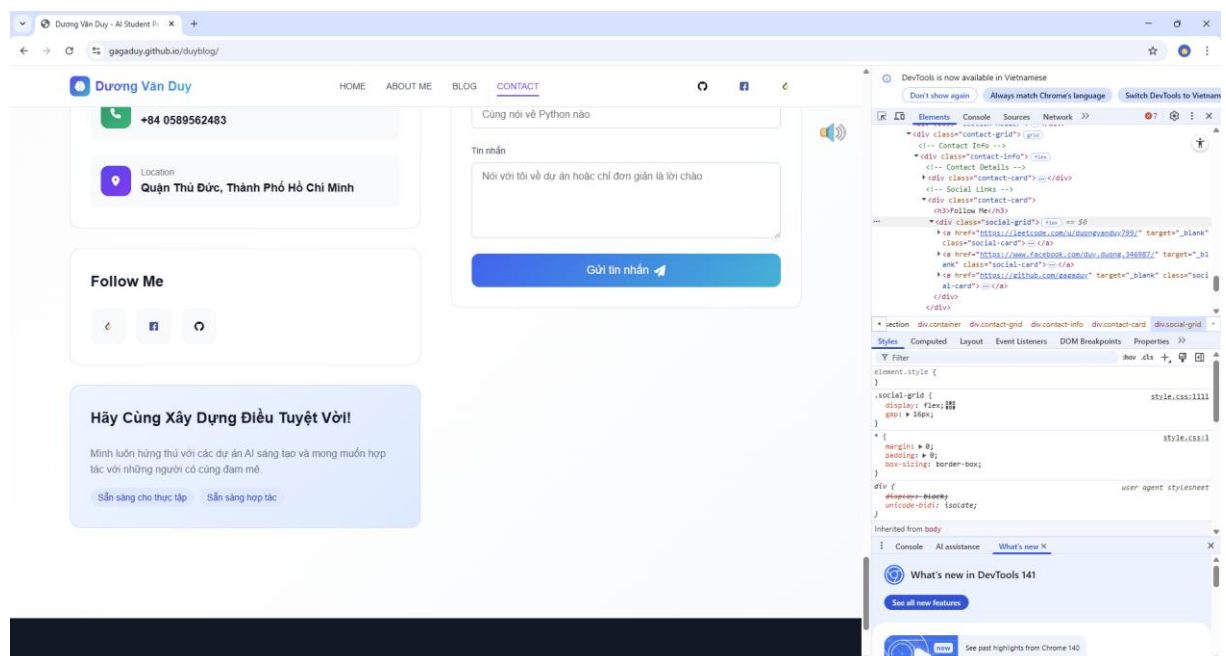 Dương Văn Duy - AI Student Po
gagaduy.github.io/duyblog/
Dương Văn Duy
HOME ABOUT ME BLOG CONTACT
+84 0589562483
Location
Quận Thủ Đức, Thành Phố Hồ Chí Minh
Follow Me
Hãy Cùng Xây Dựng Điều Tuyệt Vời!
Mình luôn hứng thú với các dự án AI sáng tạo và mong muốn hợp
tác với những người có cùng đam mê.
Sẵn sàng cho thực tập Sẵn sàng hợp tác
Cùng nói về Python nào
Tin nhắn
Nói với tôi về dự án hoặc chỉ đơn giản là lời chào
Gửi tin nhắn
DevTools is now available in Vietnamese
Don't show again Always match Chrome's language Switch DevTools to Vietnam
Elements Console Sources Network 7
<div class="contact-grid"> grid
<!-- Contact Info -->
<div class="contact-info"> flex
<!-- Contact Details -->
<div class="contact-card"> </div>
<!-- Social Links -->
<div class="contact-card">
<h3>Follow Me</h3>
<div class="social-grid"> flex == $0
<a href="https://leetcode.com/u/duongvanduy799/" target="_blank"
class="social-card"> </a>
<a href="https://www.facebook.com/duy.duong.346987/" target="_bl
ank" class="social-card"> </a>
<a href="https://github.com/gagaduy" target="_blank" class="soci
al-card"> </a>
</div>
</div>
section div.container div.contact-grid div.contact-info div.contact-card div.social-grid
Styles Computed Layout Event Listeners DOM Breakpoints Properties
Filter :hov .cls
element.style {
}
.social-grid { style.css:1111
display: flex;
gap: 16px;
}
* { style.css:1
margin: 0;
padding: 0;
box-sizing: border-box;
}
div { user agent stylesheet
display: block;
unicode-bidi: isolate;
}
Inherited from body
Console AI assistance What's new
What's new in DevTools 141
See all new features
new
See past highlights from Chrome 140